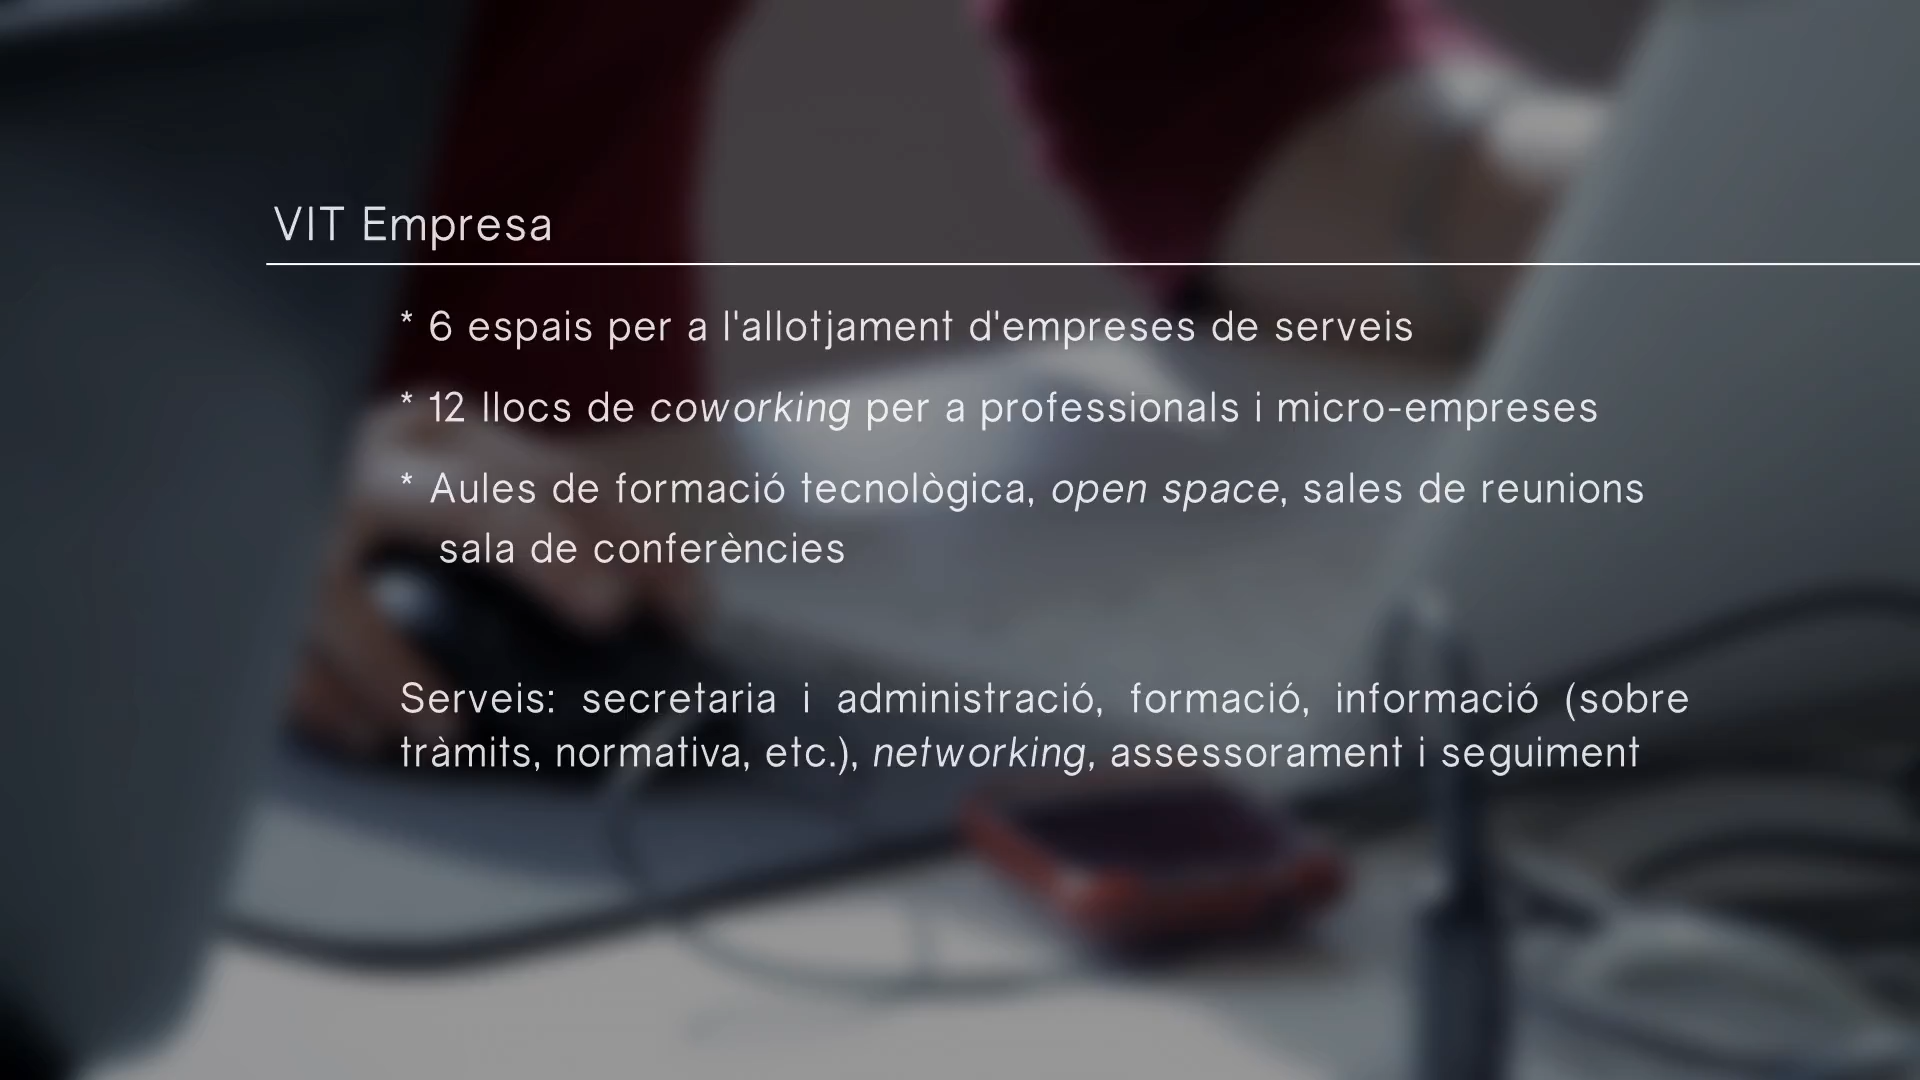 VIT Empresa
* 6 espais per a l'allotjament d'empreses de serveis
* 12 llocs de coworking per a professionals i micro-empreses
* Aules de formació tecnològica, open space, sales de reunions
sala de conferències
Serveis: secretaria i administració, formació, informació (sobre
tràmits, normativa, etc.), networking, assessorament i seguiment